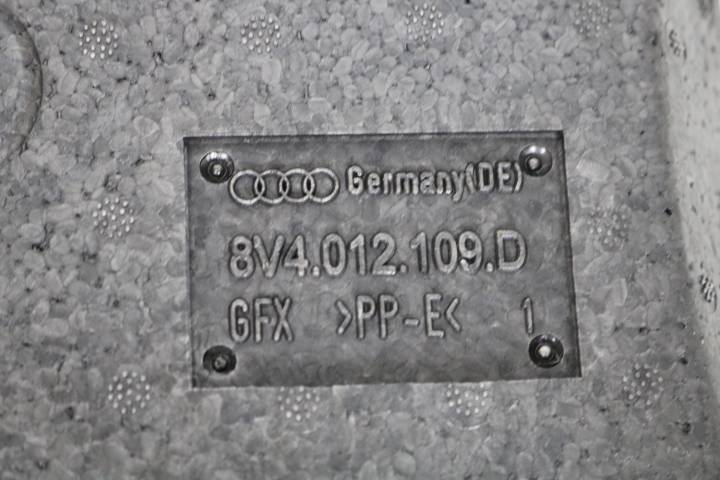 Germany(DE)
8V4.012.109.D
GFX >PP-E< 1